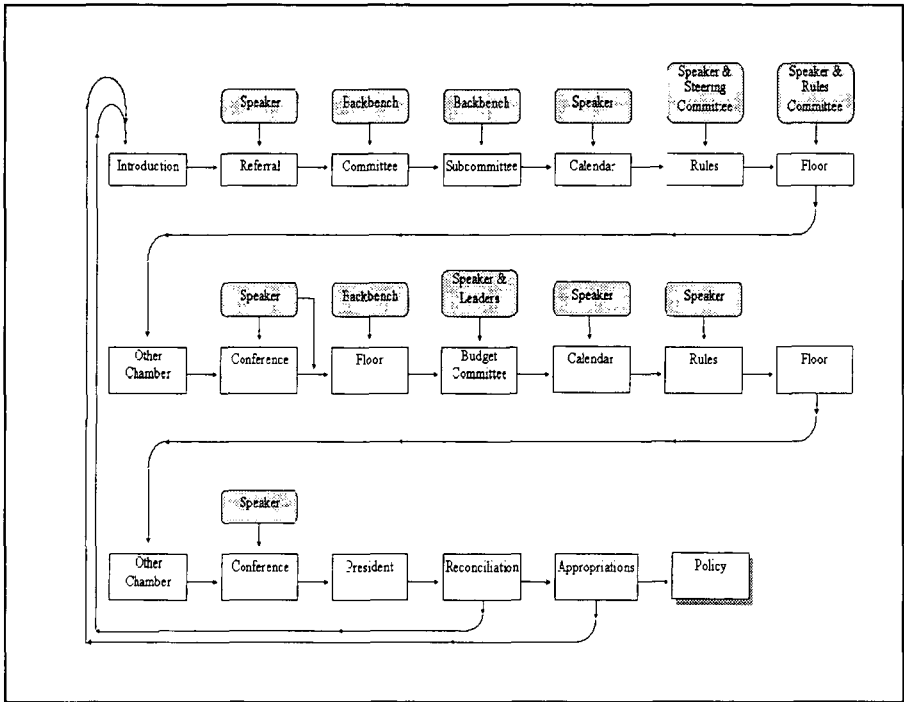 Speaker
Backbench
Backbench
Speaker
Speaker &
Steering
Committee
Speaker &
Rules
Committee
Introduction
Referral
Committee
Subcommittee
Calendar
Rules
Floor
Speaker
Backbench
Speaker &
Leaders
Speaker
Speaker
Other
Chamber
Conference
Floor
Budget
Committee
Calendar
Rules
Floor
Speaker
Other
Chamber
Conference
President
Reconciliation
Appropriations
Policy